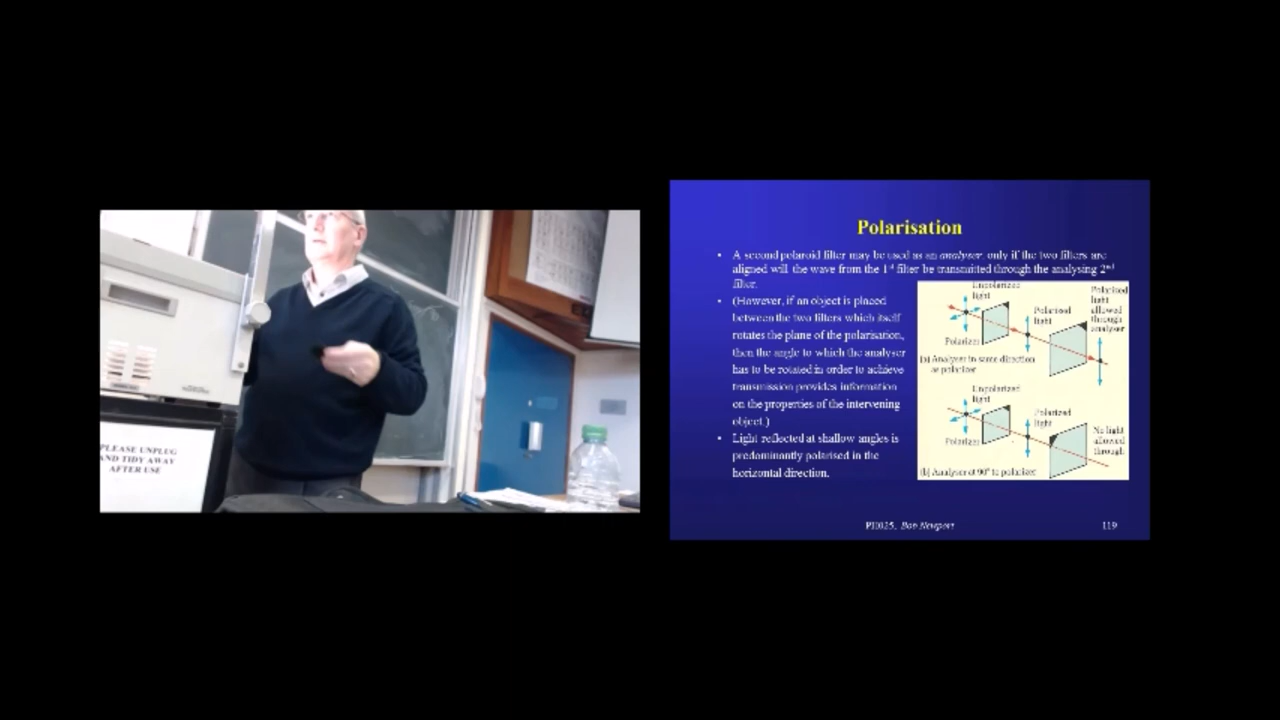 PLEASE UNPLUG
AND TIDY AWAY
AFTER USE
Polarisation
• A second polaroid filter may be used as an analyser: only if the two filters are
aligned will the wave from the 1st filter be transmitted through the analysing 2nd
filter.
• (However, if an object is placed
between the two filters which itself
rotates the plane of the polarisation,
then the angle to which the analyser
has to be rotated in order to achieve
transmission provides information
on the properties of the intervening
object.)
• Light reflected at shallow angles is
predominantly polarised in the
horizontal direction.
Unpolarized
light
Polarizer
Polarized
light
Polarized
light
allowed
through
analyser
(a) Analyser in same direction
as polarizer
Unpolarized
light
Polarizer
Polarized
light
No light
allowed
through
(b) Analyser at 90° to polarizer
PH025, Bob Newport
119